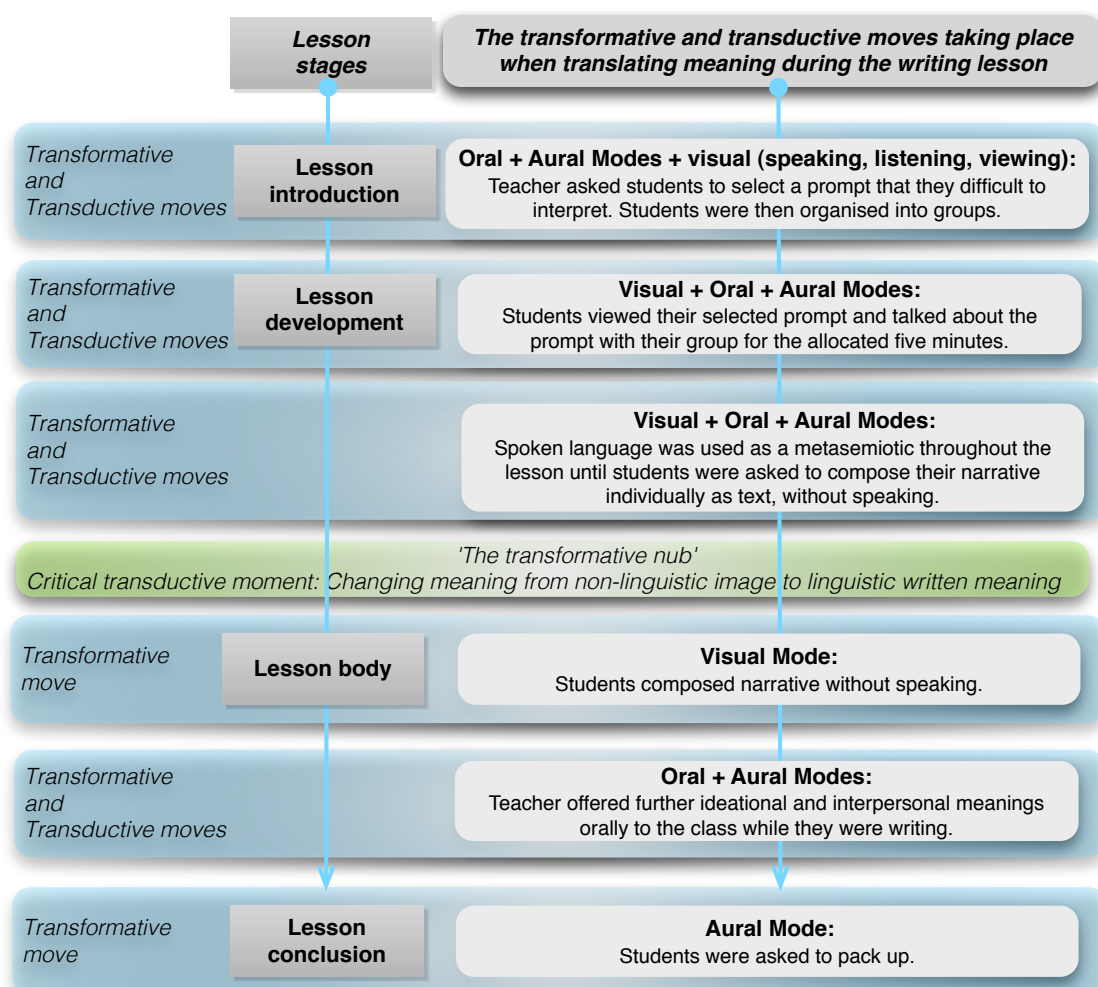 Lesson
stages
The transformative and transductive moves taking place
when translating meaning during the writing lesson
Transformative
and
Transductive moves
Lesson
introduction
Oral + Aural Modes + visual (speaking, listening, viewing):
Teacher asked students to select a prompt that they difficult to
interpret. Students were then organised into groups.
Transformative
and
Transductive moves
Lesson
development
Visual + Oral + Aural Modes:
Students viewed their selected prompt and talked about the
prompt with their group for the allocated five minutes.
Transformative
and
Transductive moves
Visual + Oral + Aural Modes:
Spoken language was used as a metasemiotic throughout the
lesson until students were asked to compose their narrative
individually as text, without speaking.
'The transformative nub'
Critical transductive moment: Changing meaning from non-linguistic image to linguistic written meaning
Transformative
move
Lesson body
Visual Mode:
Students composed narrative without speaking.
Transformative
and
Transductive moves
Oral + Aural Modes:
Teacher offered further ideational and interpersonal meanings
orally to the class while they were writing.
Transformative
move
Lesson
conclusion
Aural Mode:
Students were asked to pack up.